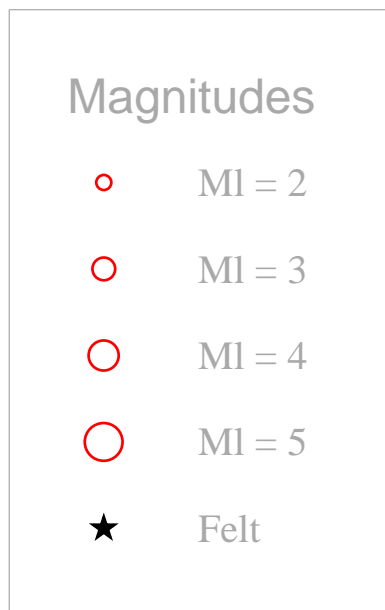 Magnitudes
Ml = 2
Ml = 3
Ml = 4
Ml = 5
Felt